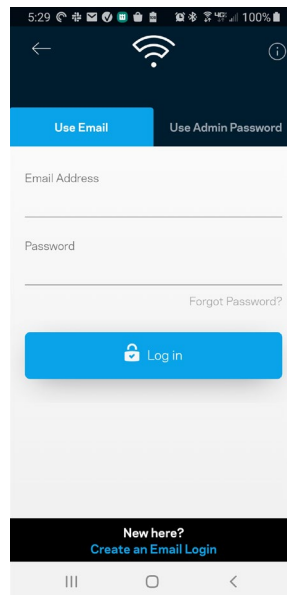 5:29 100%
Use Email Use Admin Password
Email Address
Password
Forgot Password?
Log in
New here?
Create an Email Login